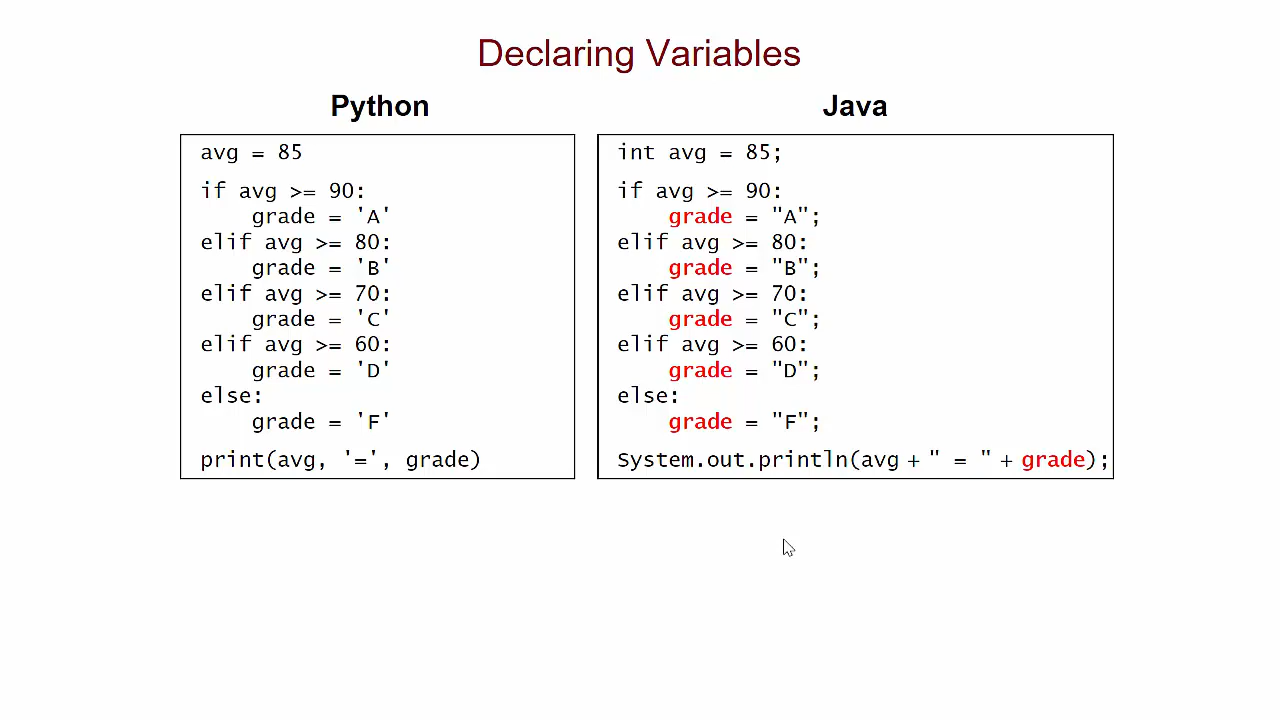 Declaring Variables
Python
avg = 85
if avg >= 90:
    grade = 'A'
elif avg >= 80:
    grade = 'B'
elif avg >= 70:
    grade = 'C'
elif avg >= 60:
    grade = 'D'
else:
    grade = 'F'
print(avg, '=', grade)
Java
int avg = 85;
if avg >= 90:
    grade = "A";
elif avg >= 80:
    grade = "B";
elif avg >= 70:
    grade = "C";
elif avg >= 60:
    grade = "D";
else:
    grade = "F";
System.out.println(avg + " = " + grade);